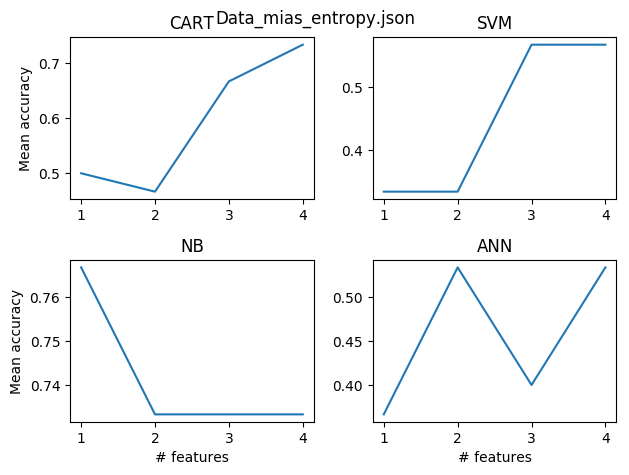 Data_mias_entropy.json
CART
SVM
Mean accuracy
0.7
0.6
0.5
1 2 3 4
0.5
0.4
1 2 3 4
NB
ANN
Mean accuracy
0.76
0.75
0.74
1 2 3 4
# features
0.50
0.45
0.40
1 2 3 4
# features